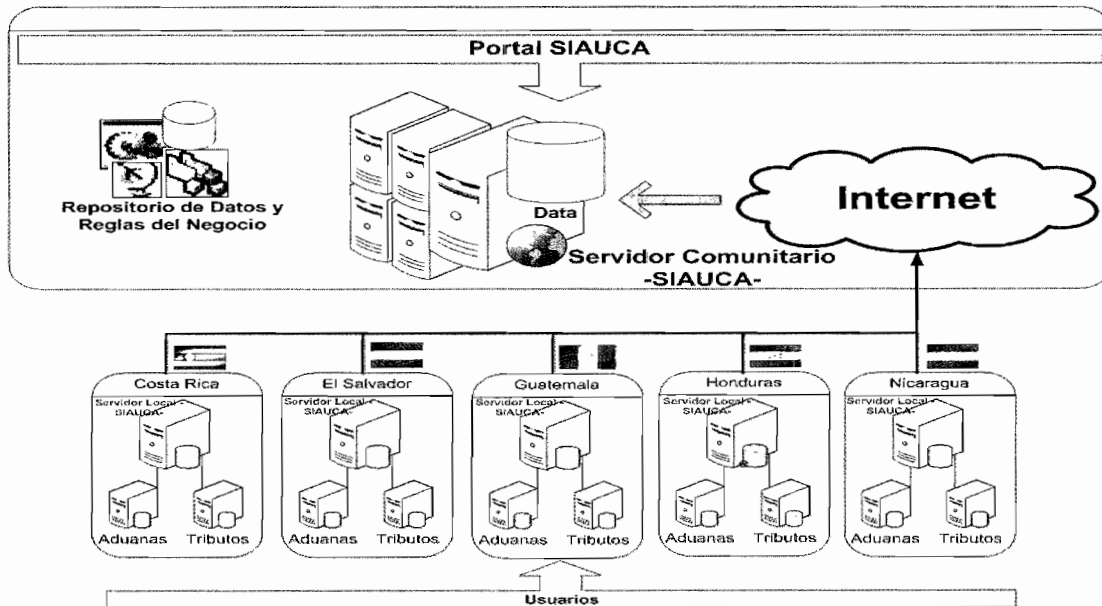 Portal SIAUCA
Repositorio de Datos y
Reglas del Negocio
Data
Servidor Comunitario
-SIAUCA-
Internet
Costa Rica
Servidor Local -
SIAUCA-
Aduanas Tributos
El Salvador
Servidor Local -
SIAUCA-
Aduanas Tributos
Guatemala
Servidor Local -
SIAUCA-
Aduanas Tributos
Honduras
Servidor Local -
SIAUCA-
Aduanas Tributos
Nicaragua
Servidor Local -
SIAUCA-
Aduanas Tributos
Usuarios